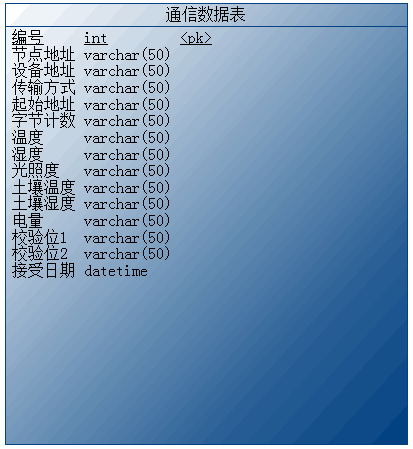 通信数据表
编号 int <pk>
节点地址 varchar(50)
设备地址 varchar(50)
传输方式 varchar(50)
起始地址 varchar(50)
字节计数 varchar(50)
温度 varchar(50)
湿度 varchar(50)
光照度 varchar(50)
土壤温度 varchar(50)
土壤湿度 varchar(50)
电量 varchar(50)
校验位1 varchar(50)
校验位2 varchar(50)
接受日期 datetime